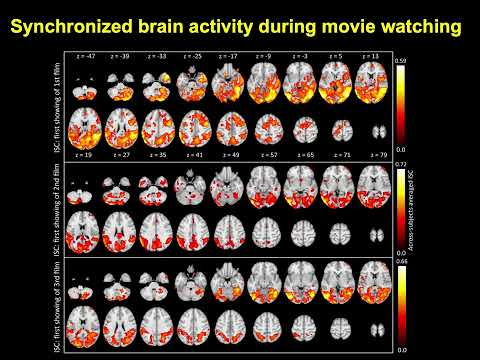 Synchronized brain activity during movie watching
z = -47 z = -39 z = -33 z = -25 z = -17 z = -9 z = -3 z = 5 z = 13
ISC: first showing of 1st film
0.59
0.0
z = 19 z = 27 z = 35 z = 41 z = 49 z = 57 z = 65 z = 71 z = 79
ISC: first showing of 2nd film
0.72
Across-subjects averaged ISC
0.0
ISC: first showing of 3rd film
0.66
0.0